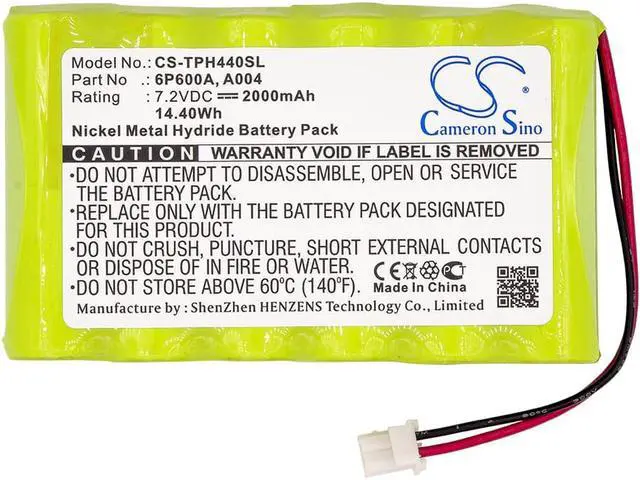 Model No.: CS-TPH440SL
Part No : 6P600A, A004
Rating : 7.2VDC ⎓ 2000mAh
14.40Wh
Nickel Metal Hydride Battery Pack
Cameron Sino
CAUTION WARRANTY VOID IF LABEL IS REMOVED
•DO NOT ATTEMPT TO DISASSEMBLE, OPEN OR SERVICE
THE BATTERY PACK.
•REPLACE ONLY WITH THE BATTERY PACK DESIGNATED
FOR THIS PRODUCT.
•DO NOT CRUSH, PUNCTURE, SHORT EXTERNAL CONTACTS
OR DISPOSE OF IN FIRE OR WATER.
•DO NOT STORE ABOVE 60°C (140°F).
Made In China
Manufacturer : ShenZhen HENZENS Technology Co., Limited